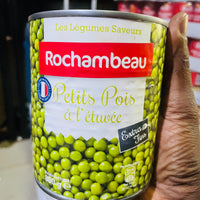 Les Légumes Saveurs
Rochambeau
Petits Pois
à l'étuvée
Extra
Fins